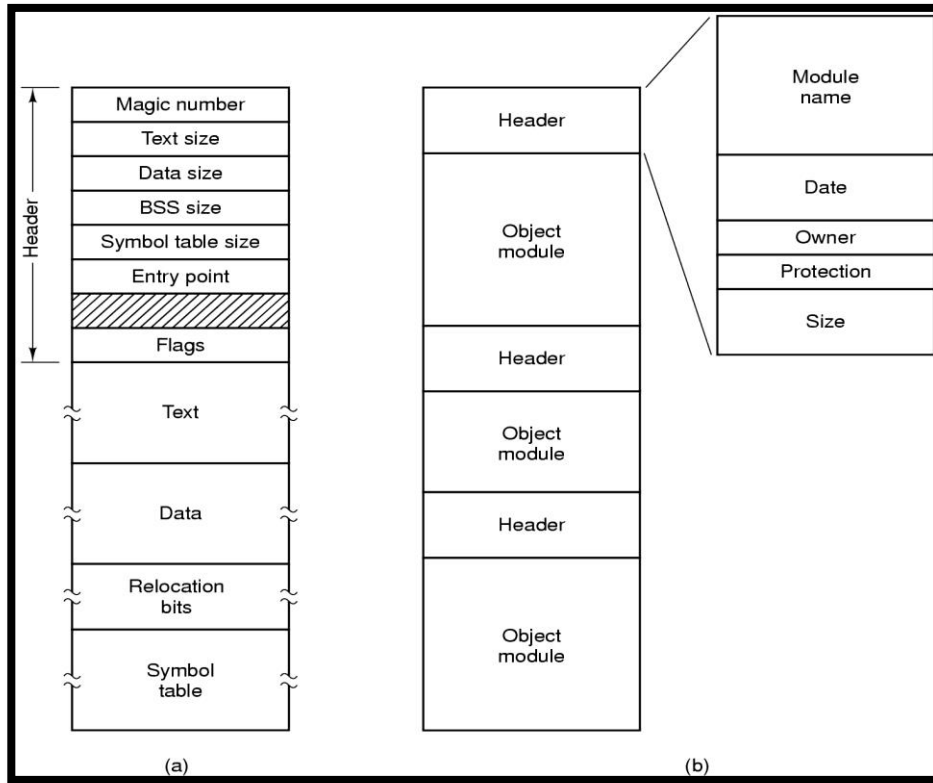 Header
Magic number
Text size
Data size
BSS size
Symbol table size
Entry point
Flags
Text
Data
Relocation
bits
Symbol
table
(a)
Header
Object
module
Header
Object
module
Header
Object
module
(b)
Module
name
Date
Owner
Protection
Size